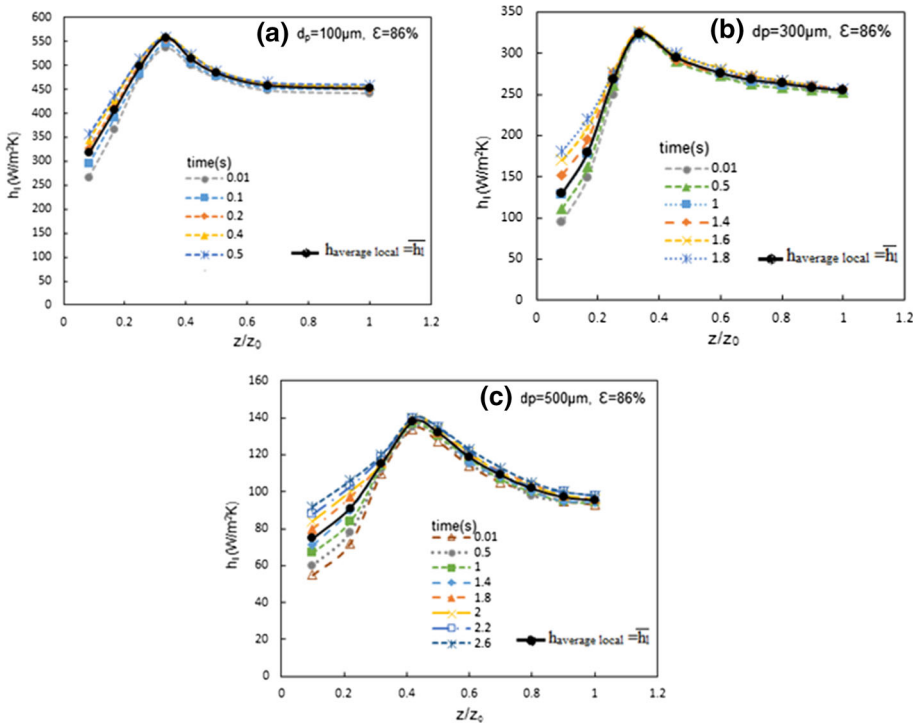 (a) dp=100μm, Ɛ=86%
600
550
500
450
400
350
300
250
200
150
100
50
0
hl(W/m²K)
time(s)
0.01
0.1
0.2
0.4
0.5
haverage local =hl
0 0.2 0.4 0.6 0.8 1 1.2
z/z0
(b) dp=300μm, Ɛ=86%
350
300
250
200
150
100
50
0
hl(W/m²K)
time(s)
0.01
0.5
1
1.4
1.6
1.8
haverage local =hl
0 0.2 0.4 0.6 0.8 1 1.2
z/z0
(c) dp=500μm, Ɛ=86%
160
140
120
100
80
60
40
20
0
hl(W/m²K)
time(s)
0.01
0.5
1
1.4
1.8
2
2.2
2.6
haverage local =hl
0 0.2 0.4 0.6 0.8 1 1.2
z/z0